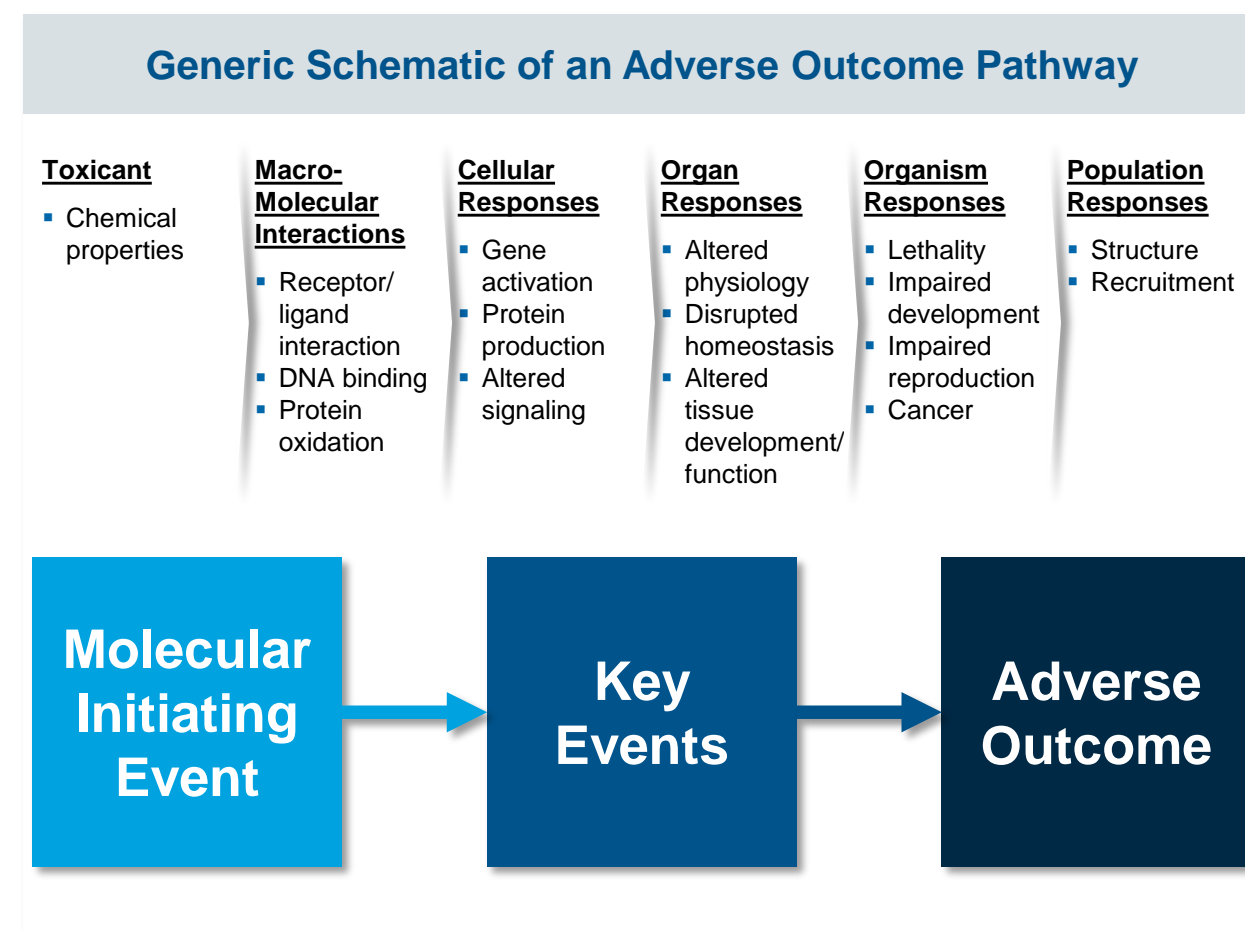 Generic Schematic of an Adverse Outcome Pathway
Toxicant
▪ Chemical
properties
Macro-
Molecular
Interactions
▪ Receptor/
ligand
interaction
▪ DNA binding
▪ Protein
oxidation
Cellular
Responses
▪ Gene
activation
▪ Protein
production
▪ Altered
signaling
Organ
Responses
▪ Altered
physiology
▪ Disrupted
homeostasis
▪ Altered
tissue
development/
function
Organism
Responses
▪ Lethality
▪ Impaired
development
▪ Impaired
reproduction
▪ Cancer
Population
Responses
▪ Structure
▪ Recruitment
Molecular
Initiating
Event
Key
Events
Adverse
Outcome